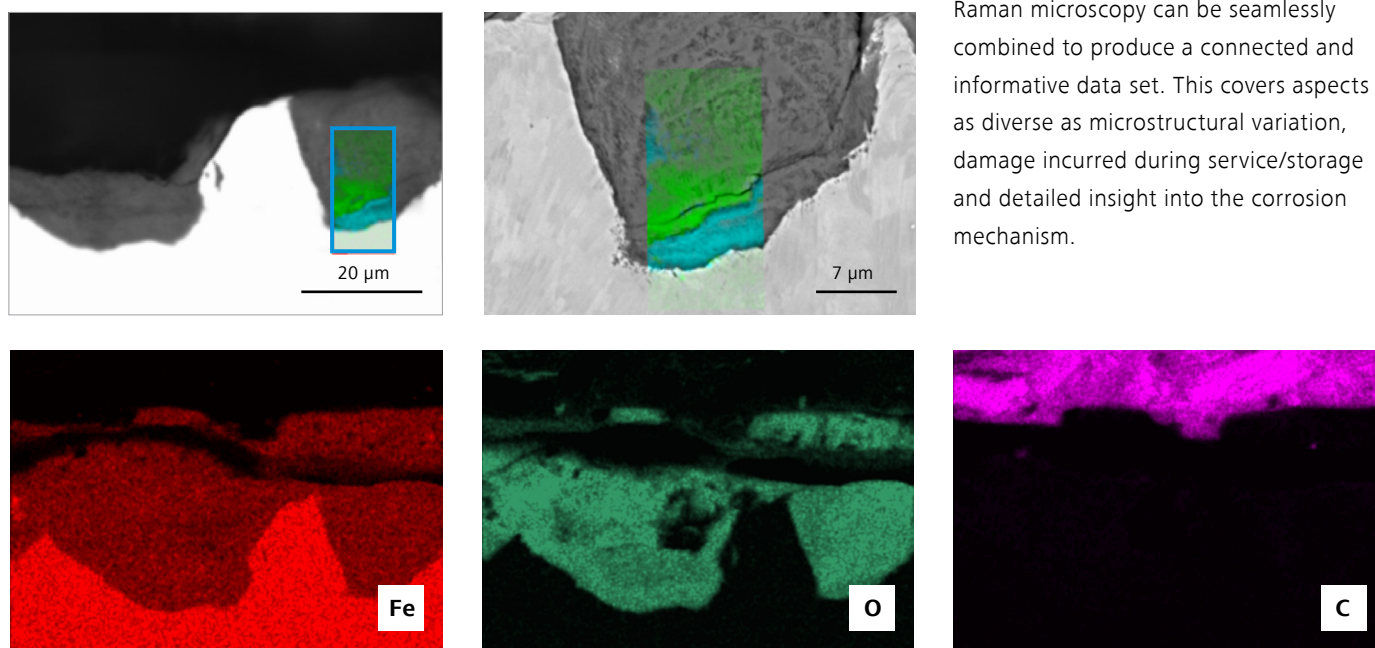 Raman microscopy can be seamlessly
combined to produce a connected and
informative data set. This covers aspects
as diverse as microstructural variation,
damage incurred during service/storage
and detailed insight into the corrosion
mechanism.
20 µm
7 µm
Fe
O
C